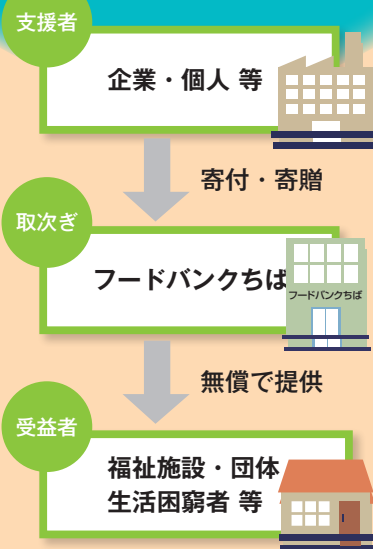 支援者
企業・個人 等
寄付・寄贈
取次ぎ
フードバンクちば
フードバンクちば
無償で提供
受益者
福祉施設・団体
生活困窮者 等